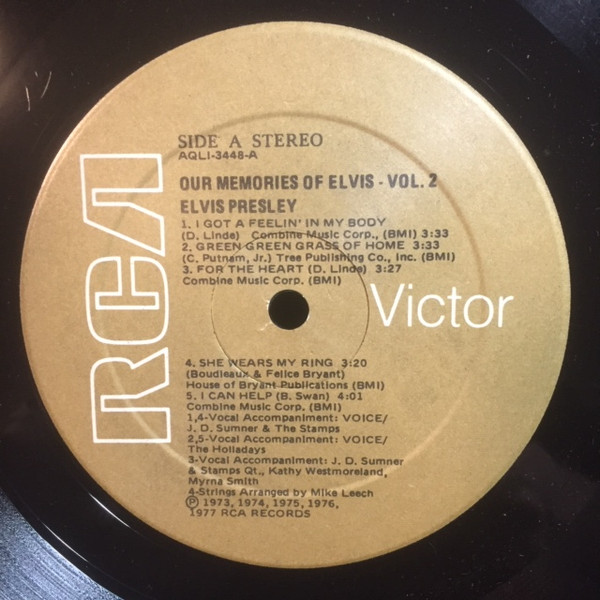 RCA
SIDE A STEREO
AQLI-3448-A
OUR MEMORIES OF ELVIS - VOL. 2
ELVIS PRESLEY
1. I GOT A FEELIN' IN MY BODY
(D. Linde) Combine Music Corp., (BMI) 3:33
2. GREEN GREEN GRASS OF HOME 3:33
(C. Putnam, Jr.) Tree Publishing Co., Inc. (BMI)
3. FOR THE HEART (D. Linde) 3:27
Combine Music Corp. (BMI)
Victor
4. SHE WEARS MY RING 3:20
(Boudleaux & Felice Bryant)
House of Bryant Publications (BMI)
5. I CAN HELP (B. Swan) 4:01
Combine Music Corp. (BMI)
1,4-Vocal Accompaniment: VOICE/
J. D. Sumner & The Stamps
2,5-Vocal Accompaniment: VOICE/
The Holladays
3-Vocal Accompaniment: J. D. Sumner
& Stamps Qt., Kathy Westmoreland,
Myrna Smith
4-Strings Arranged by Mike Leech
℗ 1973, 1974, 1975, 1976,
1977 RCA RECORDS